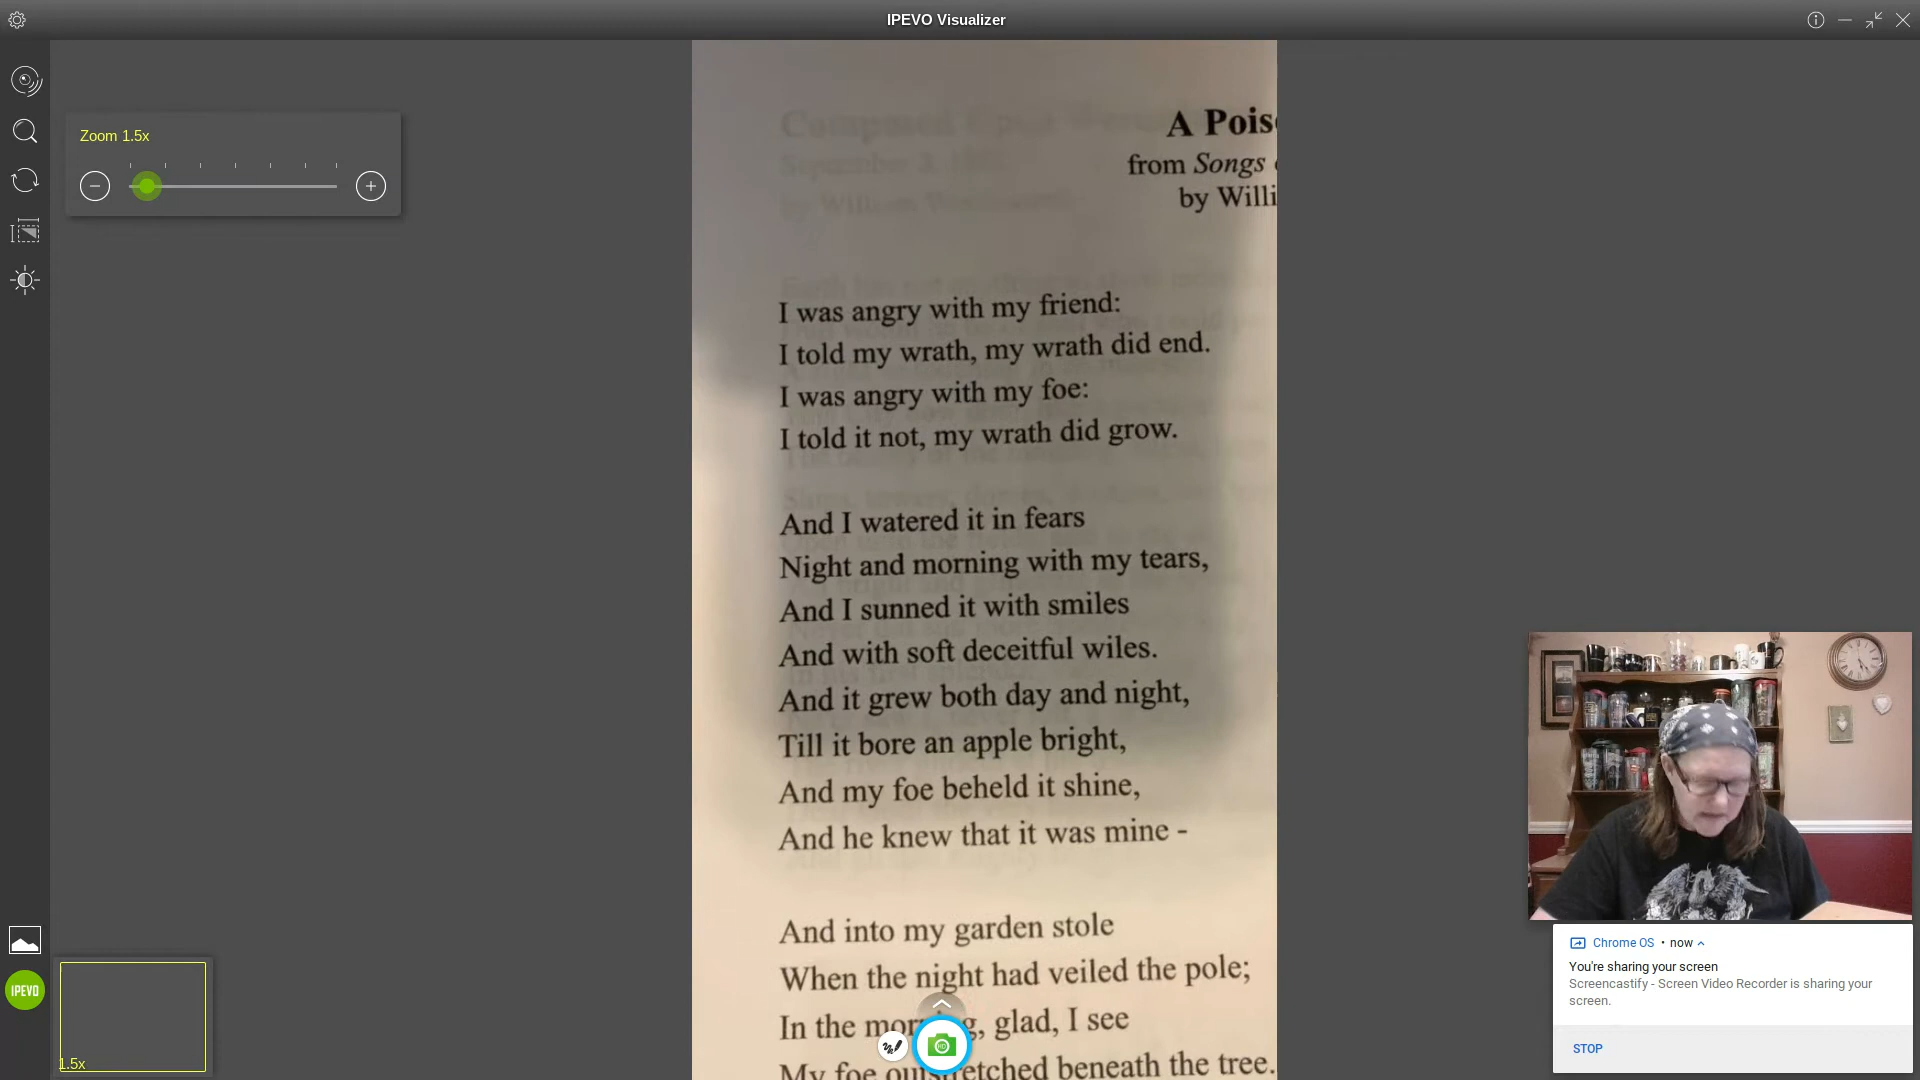 IPEVO Visualizer
Zoom 1.5x
A Pois
from Songs
by Willi
I was angry with my friend:
I told my wrath, my wrath did end.
I was angry with my foe:
I told it not, my wrath did grow.
And I watered it in fears
Night and morning with my tears,
And I sunned it with smiles
And with soft deceitful wiles.
And it grew both day and night,
Till it bore an apple bright,
And my foe beheld it shine,
And he knew that it was mine -
And into my garden stole
When the night had veiled the pole;
In the morning, glad, I see
My foe outstretched beneath the tree.
IPEVO
1.5x
Chrome OS • now
You're sharing your screen
Screencastify - Screen Video Recorder is sharing your
screen.
STOP